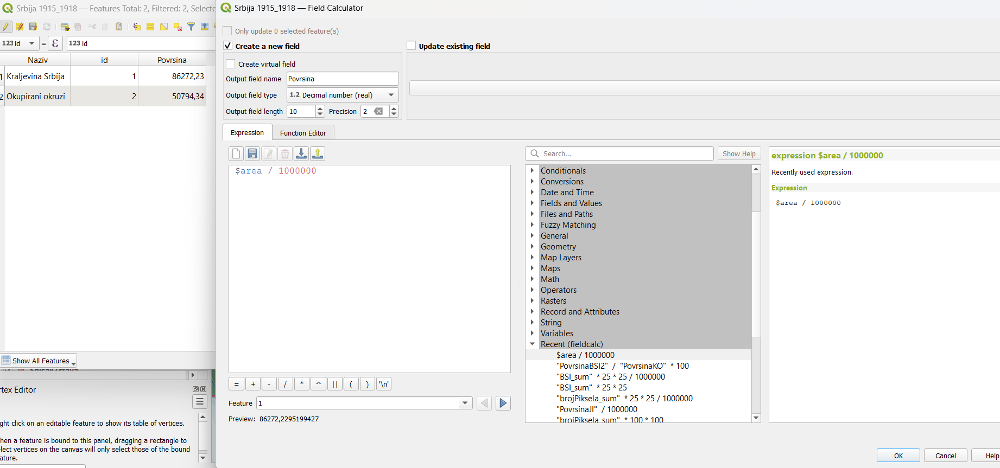 Srbija 1915_1918 — Features Total: 2, Filtered: 2, Selecte
Srbija 1915_1918 — Field Calculator
Only update 0 selected feature(s)
Create a new field
Update existing field
123 id
=
ε
123 id
Create virtual field
Naziv id Povrsina
1 Kraljevina Srbija 1 86272,23
2 Okupirani okruzi 2 50794,34
Output field name Povrsina
Output field type 1.2 Decimal number (real)
Output field length 10 Precision 2
Expression
Function Editor
Search...
Show Help
$area / 1000000
Conditionals
Conversions
Date and Time
Fields and Values
Files and Paths
Fuzzy Matching
General
Geometry
Map Layers
Maps
Math
Operators
Rasters
Record and Attributes
String
Variables
Recent (fieldcalc)
$area / 1000000
"PovrsinaBSI2" / "PovrsinaKO" * 100
"BSI_sum" * 25 * 25 / 1000000
"BSI_sum" * 25 * 25
"brojPiksela_sum" * 25 * 25 / 1000000
"PovrsinaJI" / 1000000
"brojPiksela_sum" * 100 * 100
expression $area / 1000000
Recently used expression.
Expression
$area / 1000000
= + - / * ^ || ( ) '\n'
Feature 1
Preview: 86272,2295199427
Show All Features
rtex Editor
ght click on an editable feature to show its table of vertices.
hen a feature is bound to this panel, dragging a rectangle to
lect vertices on the canvas will only select those of the bound
ature.
OK
Cancel
Help